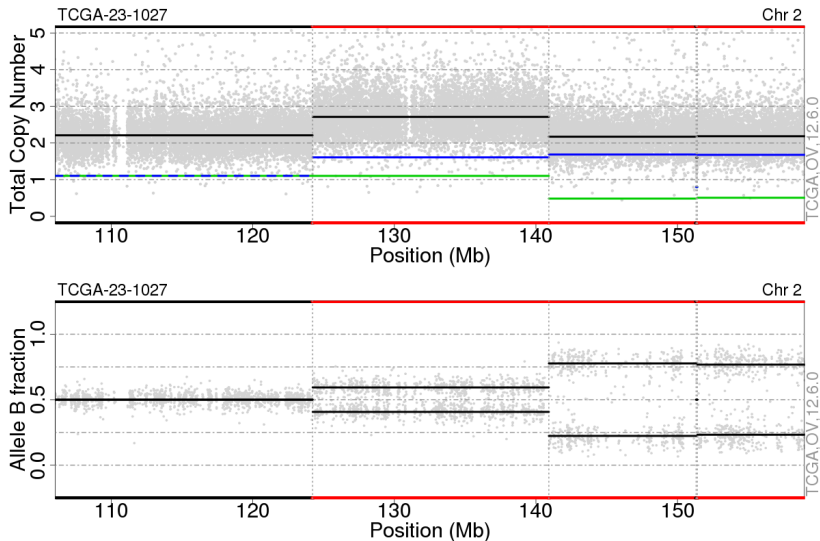 TCGA-23-1027 Chr 2
Total Copy Number
5
4
3
2
1
0
110 120 130 140 150
Position (Mb)
TCGA,OV,12.6.0
TCGA-23-1027 Chr 2
Allele B fraction
1.0
0.5
0.0
110 120 130 140 150
Position (Mb)
TCGA,OV,12.6.0